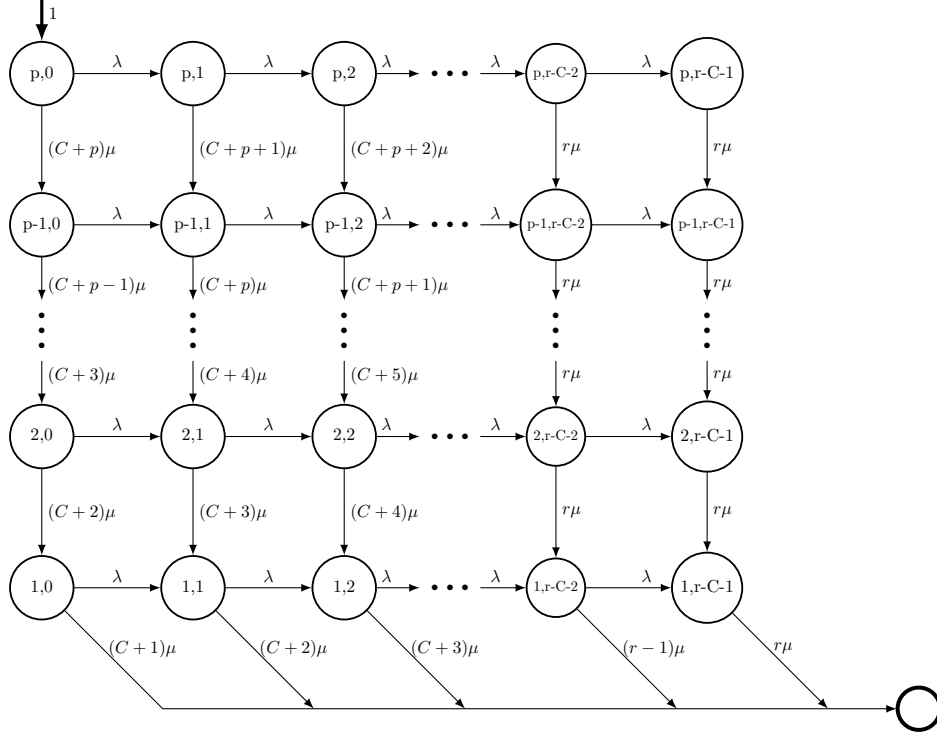 1
p,0 λ p,1 λ p,2 λ ••• λ p,r-C-2 λ p,r-C-1
(C + p)μ (C + p + 1)μ (C + p + 2)μ rμ rμ
p-1,0 λ p-1,1 λ p-1,2 λ ••• λ p-1,r-C-2 λ p-1,r-C-1
(C + p − 1)μ (C + p)μ (C + p + 1)μ rμ rμ
(C + 3)μ (C + 4)μ (C + 5)μ rμ rμ
2,0 λ 2,1 λ 2,2 λ ••• λ 2,r-C-2 λ 2,r-C-1
(C + 2)μ (C + 3)μ (C + 4)μ rμ rμ
1,0 λ 1,1 λ 1,2 λ ••• λ 1,r-C-2 λ 1,r-C-1
(C + 1)μ (C + 2)μ (C + 3)μ (r − 1)μ rμ